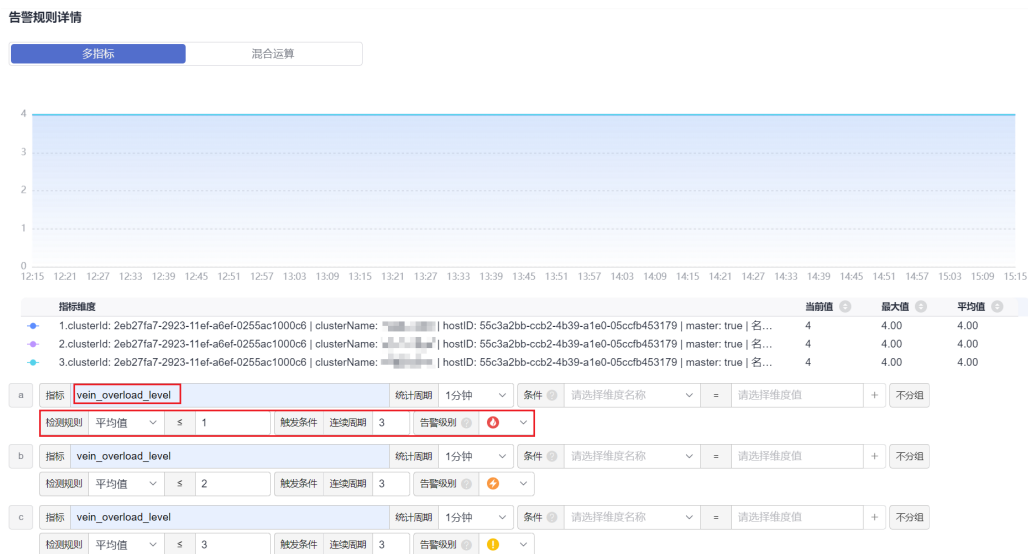 告警规则详情
多指标 混合运算
4
3
2
1
0
12:15 12:21 12:27 12:33 12:39 12:45 12:51 12:57 13:03 13:09 13:15 13:21 13:27 13:33 13:39 13:45 13:51 13:57 14:03 14:09 14:15 14:21 14:27 14:33 14:39 14:45 14:51 14:57 15:03 15:09 15:15
指标维度 当前值 最大值 平均值
1.clusterId: 2eb27fa7-2923-11ef-a6ef-0255ac1000c6 | clusterName: | hostID: 55c3a2bb-ccb2-4b39-a1e0-05ccfb453179 | master: true | 名... 4 4.00 4.00
2.clusterId: 2eb27fa7-2923-11ef-a6ef-0255ac1000c6 | clusterName: | hostID: 55c3a2bb-ccb2-4b39-a1e0-05ccfb453179 | master: true | 名... 4 4.00 4.00
3.clusterId: 2eb27fa7-2923-11ef-a6ef-0255ac1000c6 | clusterName: | hostID: 55c3a2bb-ccb2-4b39-a1e0-05ccfb453179 | master: true | 名... 4 4.00 4.00
a 指标 vein_overload_level 统计周期 1分钟 条件 请选择维度名称 = 请选择维度值 + 不分组
检测规则 平均值 ≤ 1 触发条件 连续周期 3 告警级别
b 指标 vein_overload_level 统计周期 1分钟 条件 请选择维度名称 = 请选择维度值 + 不分组
检测规则 平均值 ≤ 2 触发条件 连续周期 3 告警级别
c 指标 vein_overload_level 统计周期 1分钟 条件 请选择维度名称 = 请选择维度值 + 不分组
检测规则 平均值 ≤ 3 触发条件 连续周期 3 告警级别